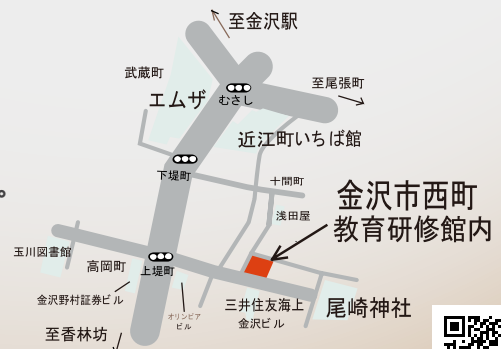 至金沢駅
武蔵町
エムザ
むさし
至尾張町
近江町いちば館
下堤町
十間町
金沢市西町
教育研修館内
浅田屋
玉川図書館
高岡町
上堤町
金沢野村証券ビル
オリンピア
ビル
三井住友海上
金沢ビル
尾崎神社
至香林坊